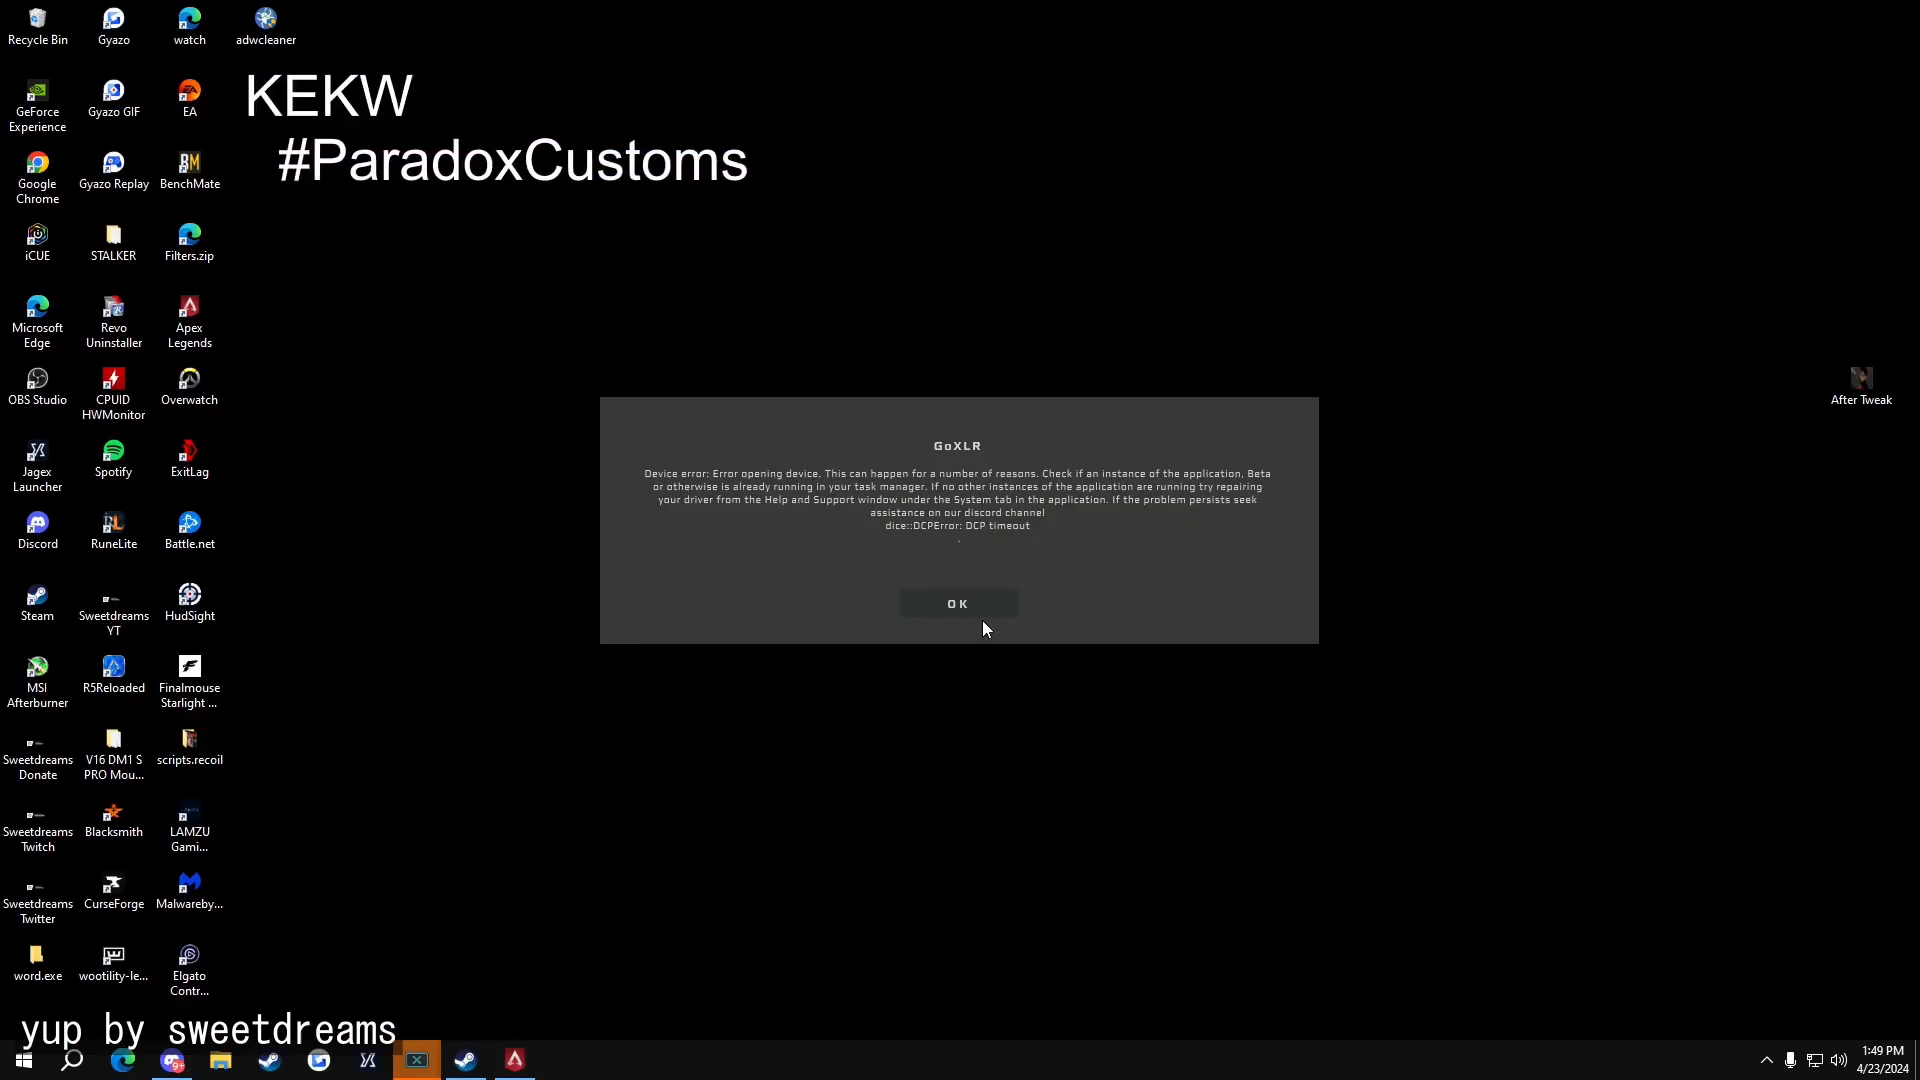 Recycle Bin
Gyazo
watch
adwcleaner
KEKW
#ParadoxCustoms
GeForce
Experience
Gyazo GIF
EA
Google
Chrome
Gyazo Replay
BenchMate
iCUE
STALKER
Filters.zip
Microsoft
Edge
Revo
Uninstaller
Apex
Legends
OBS Studio
CPUID
HWMonitor
Overwatch
After Tweak
Jagex
Launcher
Spotify
ExitLag
GoXLR
Device error: Error opening device. This can happen for a number of reasons. Check if an instance of the application, Beta
or otherwise is already running in your task manager. If no other instances of the application are running try repairing
your driver from the Help and Support window under the System tab in the application. If the problem persists seek
assistance on our discord channel
dice::DCPError: DCP timeout
.
OK
Discord
RuneLite
Battle.net
Steam
Sweetdreams
YT
HudSight
MSI
Afterburner
R5Reloaded
Finalmouse
Starlight ...
Sweetdreams
Donate
V16 DM1 S
PRO Mou...
scripts.recoil
Sweetdreams
Twitch
Blacksmith
LAMZU
Gami...
Sweetdreams
Twitter
CurseForge
Malwareby...
word.exe
wootility-le...
Elgato
Contr...
yup by sweetdreams
9+
1:49 PM
4/23/2024